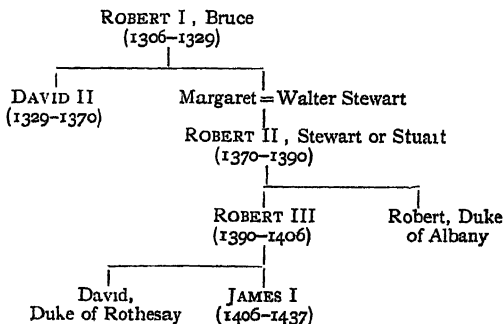 ROBERT I, Bruce
(1306–1329)
DAVID II
(1329–1370)
Margaret = Walter Stewart
ROBERT II, Stewart or Stuart
(1370–1390)
ROBERT III
(1390–1406)
Robert, Duke
of Albany
David,
Duke of Rothesay
JAMES I
(1406–1437)